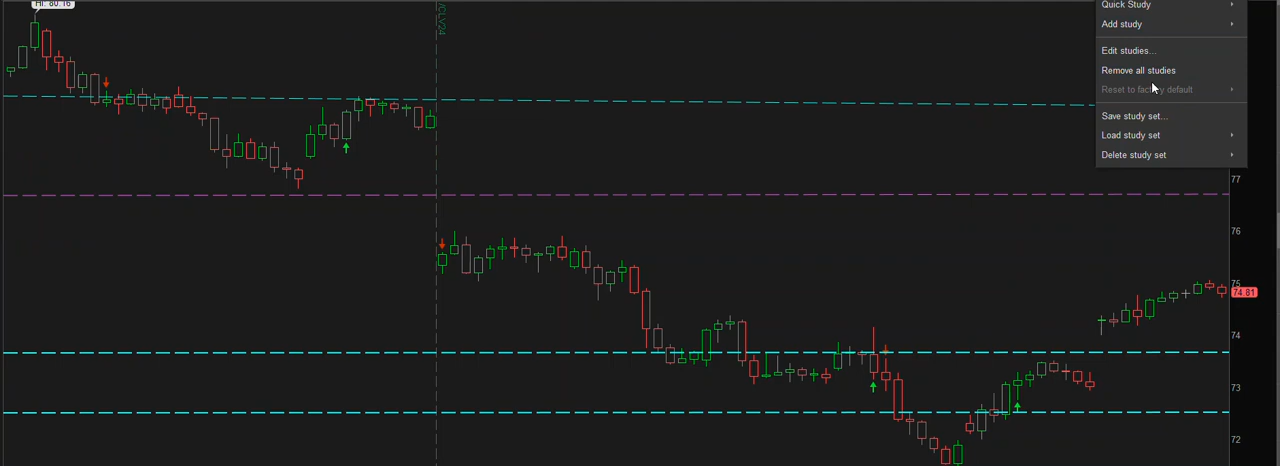 HI: 80.16
/CLV24
Quick Study
Add study
Edit studies...
Remove all studies
Reset to factory default
Save study set...
Load study set
Delete study set
77
76
75
74.81
74
73
72